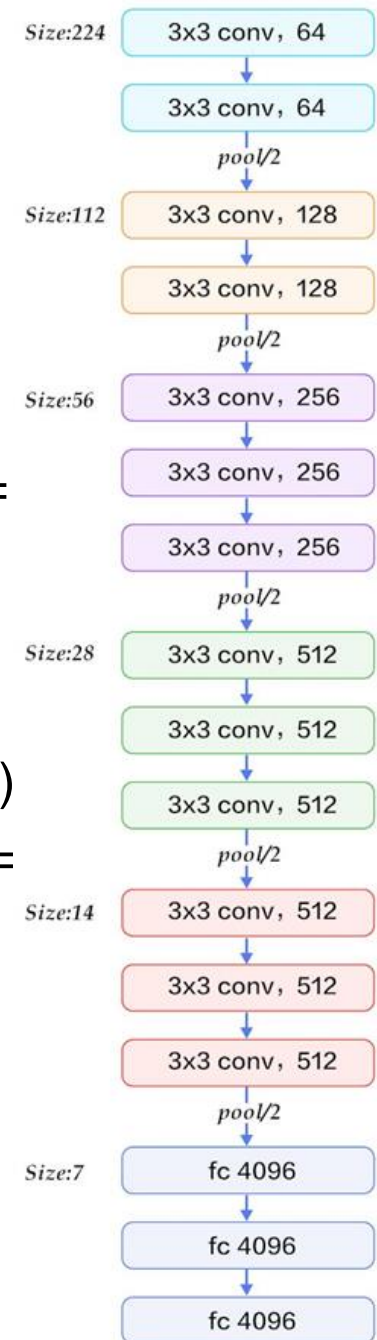 Size:224 3x3 conv, 64
3x3 conv, 64
pool/2
Size:112 3x3 conv, 128
3x3 conv, 128
pool/2
Size:56 3x3 conv, 256
3x3 conv, 256
=
3x3 conv, 256
pool/2
Size:28 3x3 conv, 512
3x3 conv, 512
)
3x3 conv, 512
=
pool/2
Size:14 3x3 conv, 512
3x3 conv, 512
3x3 conv, 512
pool/2
Size:7 fc 4096
fc 4096
fc 4096